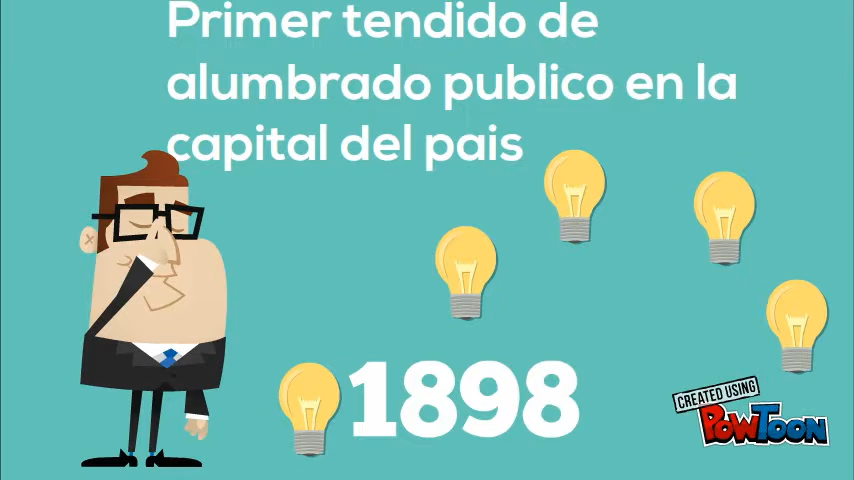 Primer tendido de
alumbrado publico en la
capital del pais
1898
CREATED USING
POWTOON